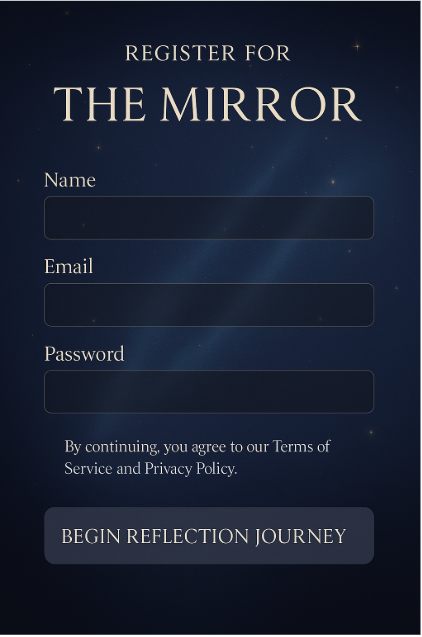 REGISTER FOR
THE MIRROR
Name
Email
Password
By continuing, you agree to our Terms of
Service and Privacy Policy.
BEGIN REFLECTION JOURNEY